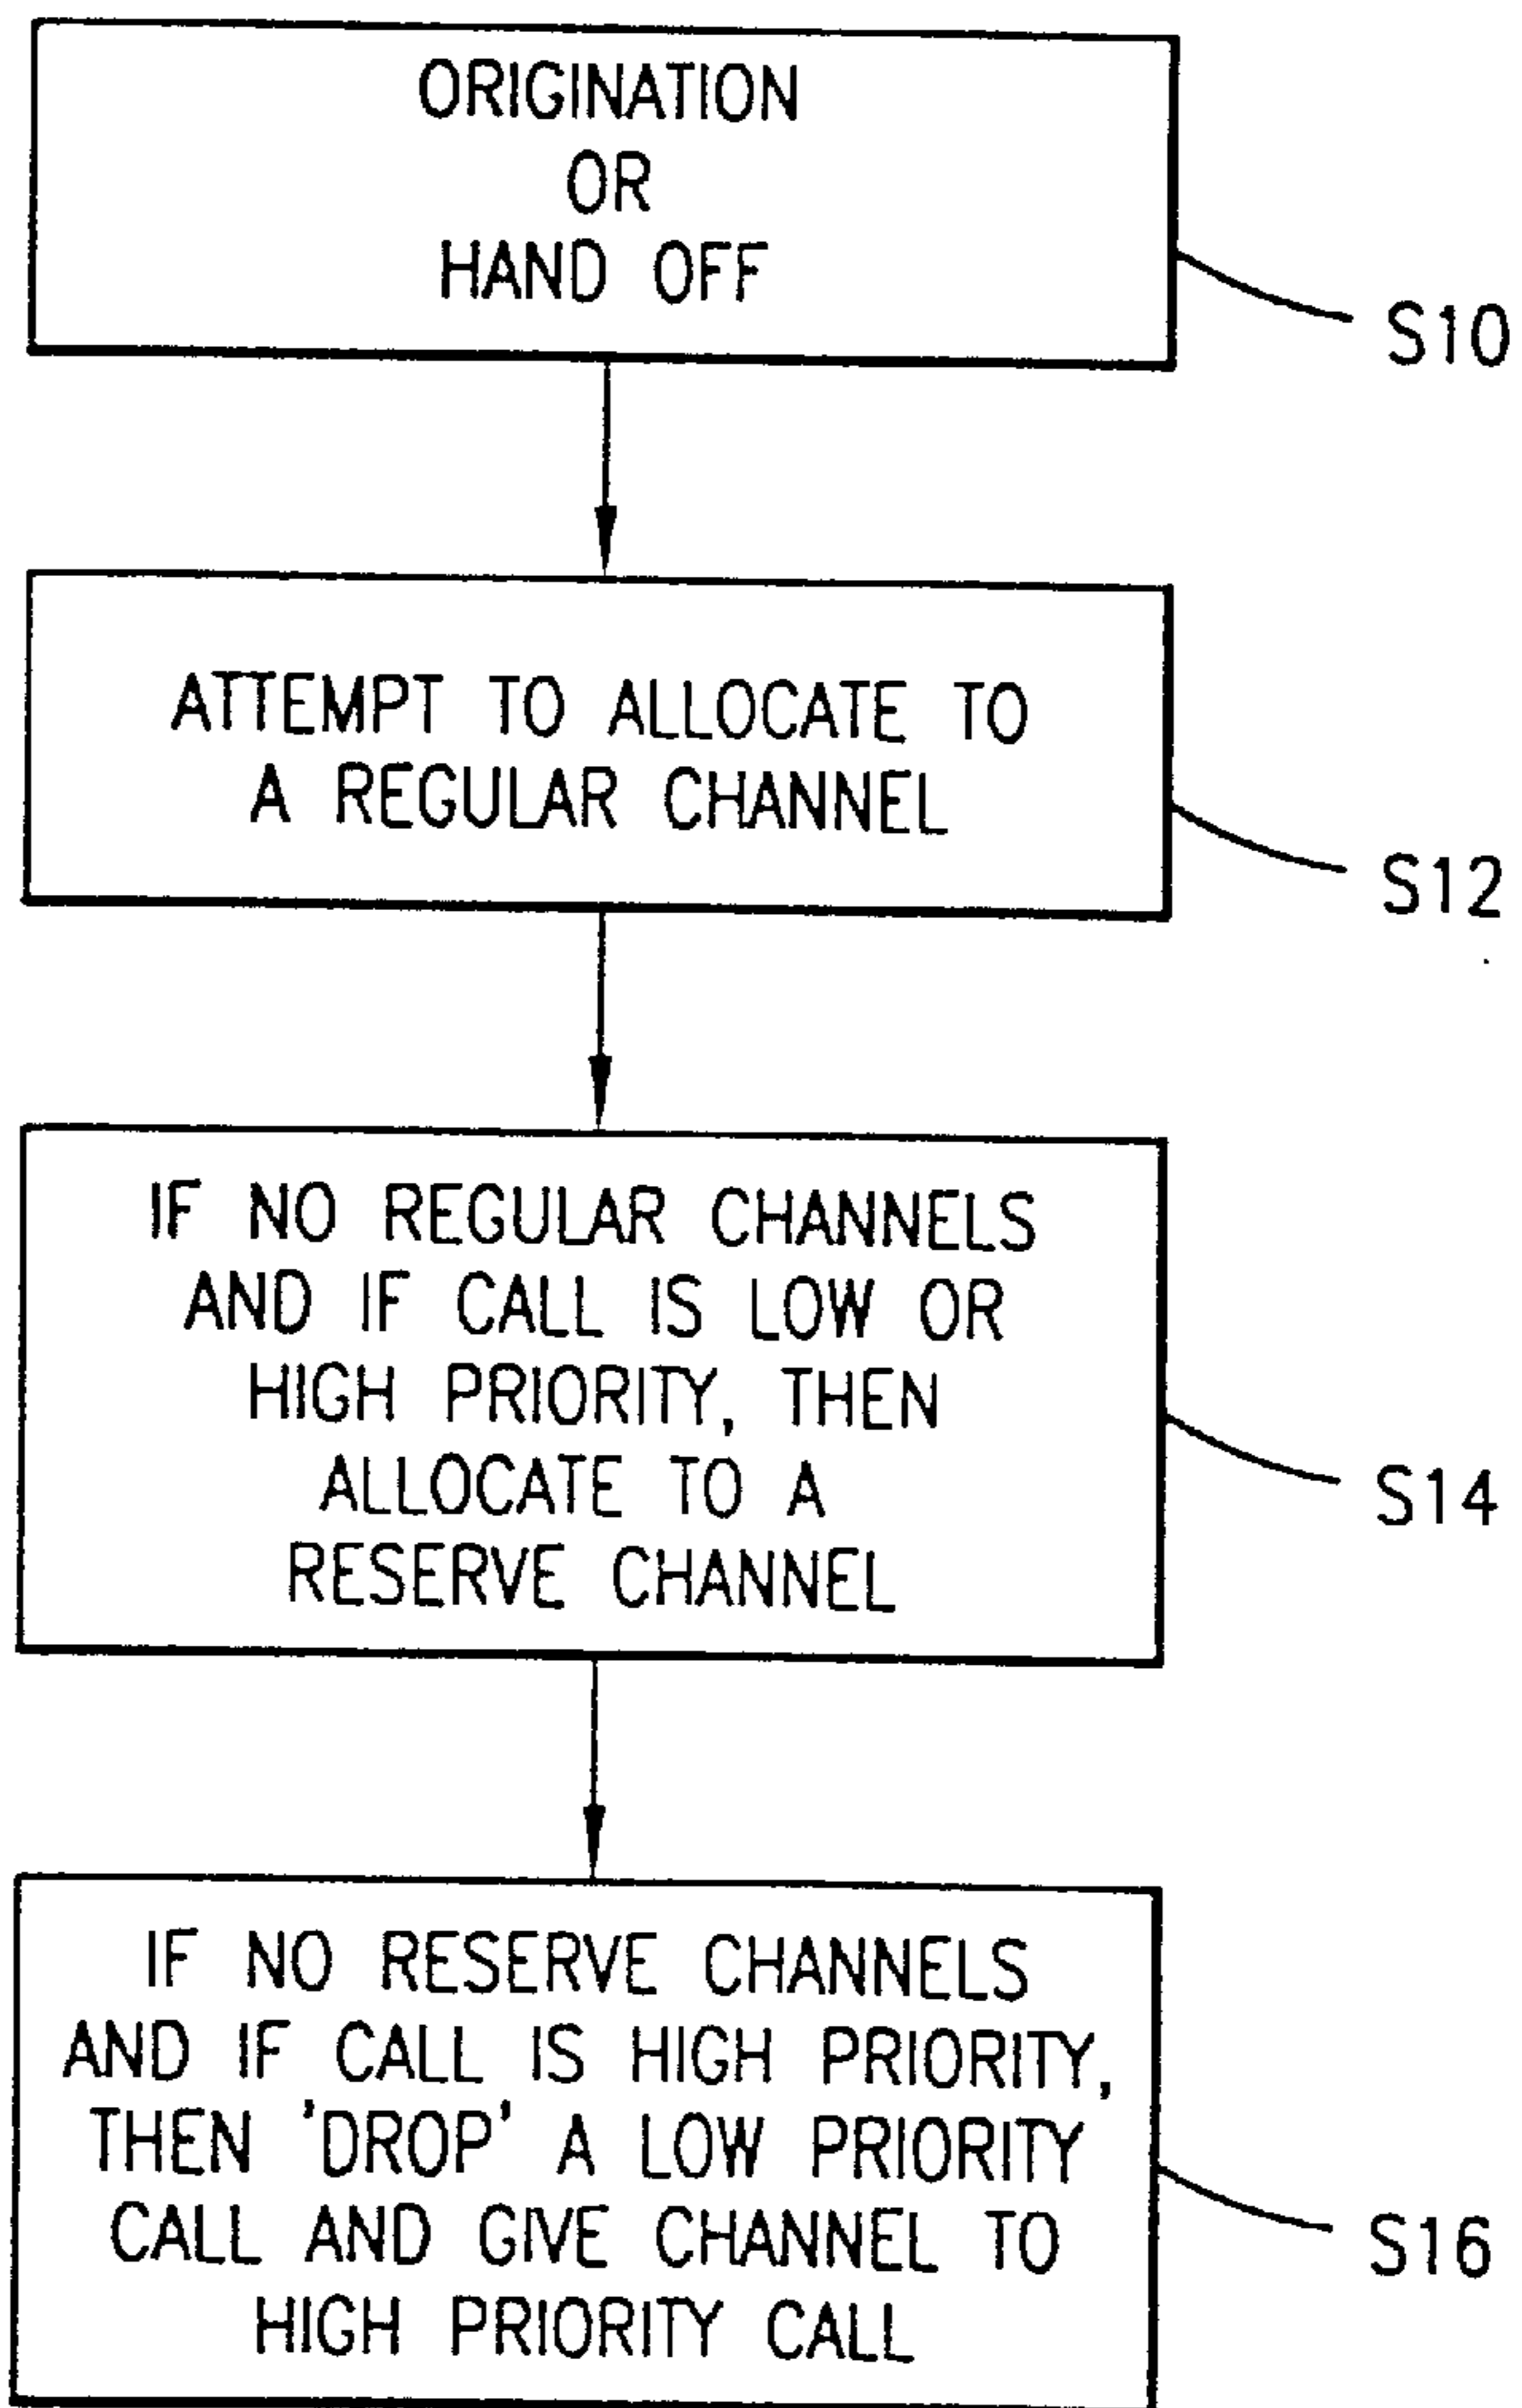 ORIGINATION
OR
HAND OFF
S10
ATTEMPT TO ALLOCATE TO
A REGULAR CHANNEL
S12
IF NO REGULAR CHANNELS
AND IF CALL IS LOW OR
HIGH PRIORITY, THEN
ALLOCATE TO A
RESERVE CHANNEL
S14
IF NO RESERVE CHANNELS
AND IF CALL IS HIGH PRIORITY,
THEN 'DROP' A LOW PRIORITY
CALL AND GIVE CHANNEL TO
HIGH PRIORITY CALL
S16